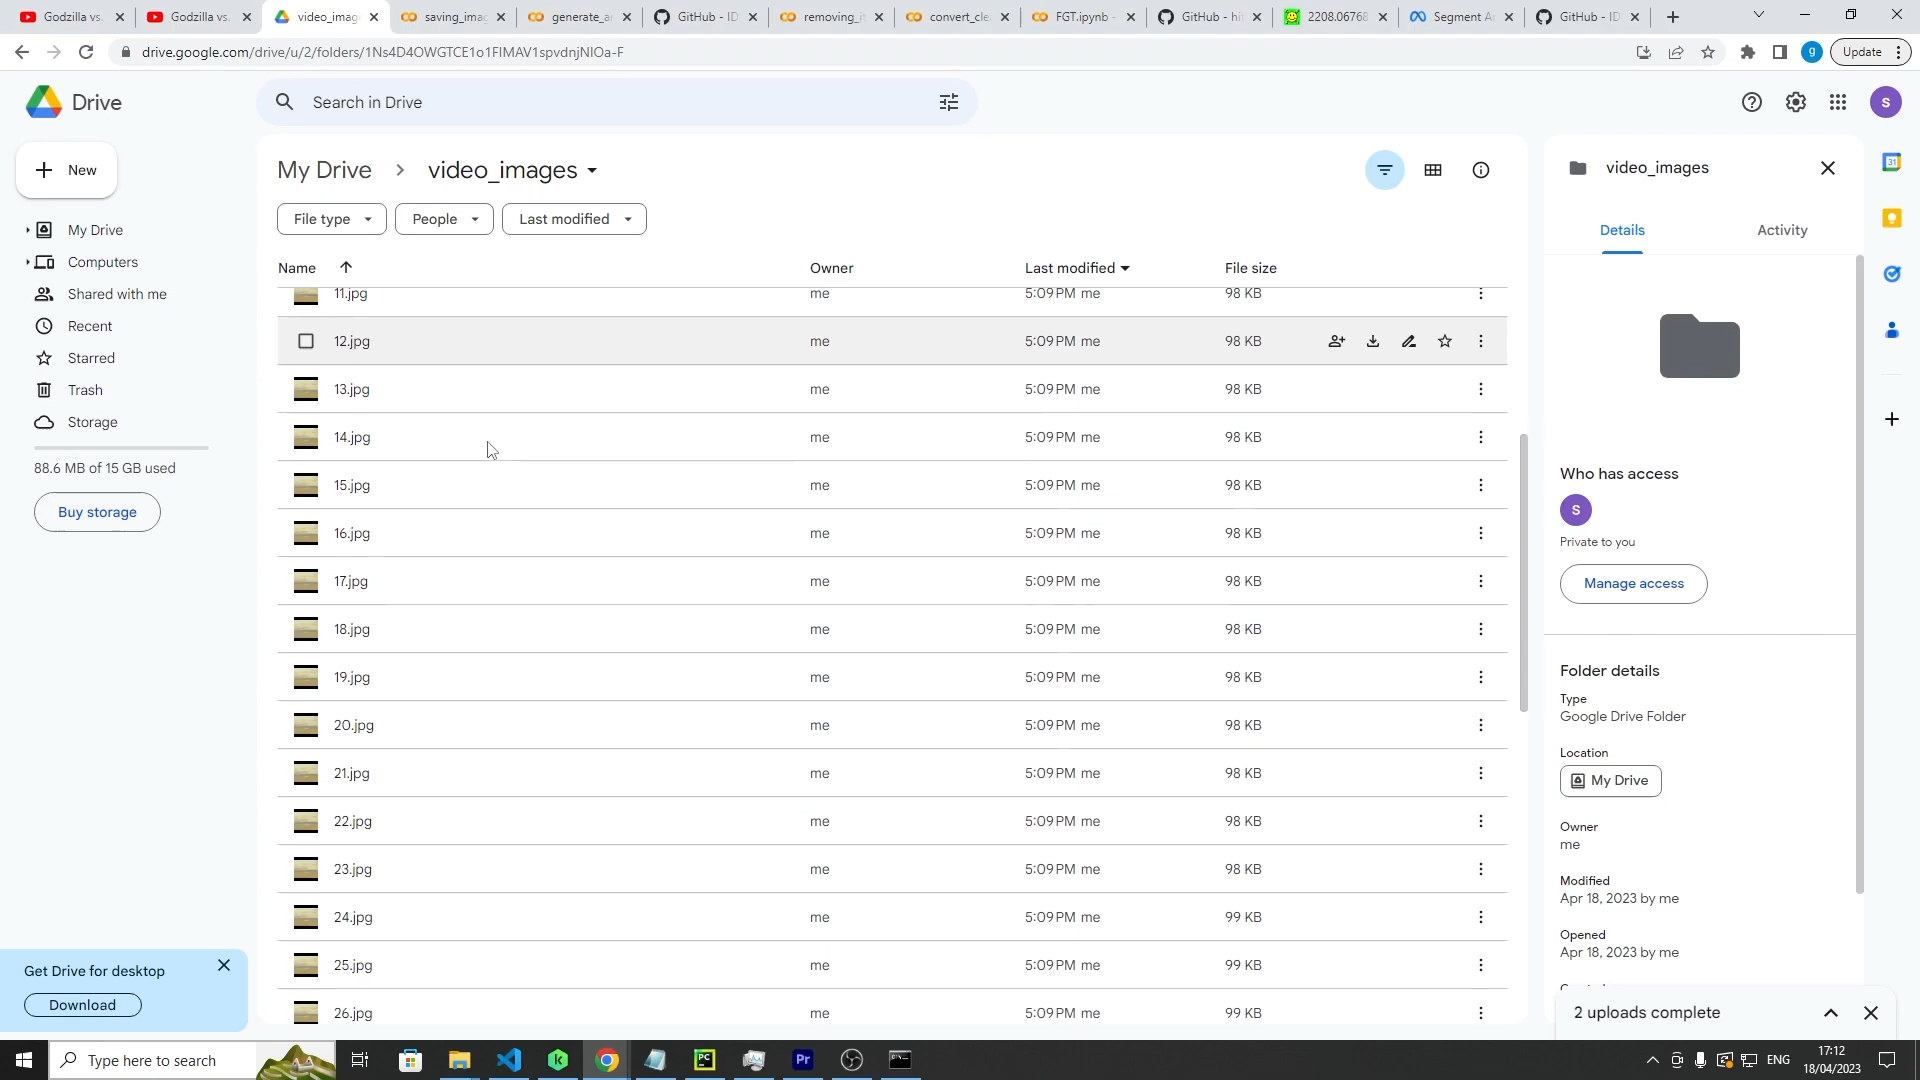 Godzilla vs.
Godzilla vs.
video_imag
saving_imag
generate_a
GitHub - ID
removing_i
convert_cle
FGT.ipynb -
GitHub - hi
2208.06768
Segment A
GitHub - ID
drive.google.com/drive/u/2/folders/1Ns4D4OWGTCE1o1FIMAV1spvdnjNIOa-F
g
Update
Drive
Search in Drive
S
New
My Drive
Computers
Shared with me
Recent
Starred
Trash
Storage
88.6 MB of 15 GB used
Buy storage
Get Drive for desktop
Download
My Drive > video_images
File type
People
Last modified
Name
Owner
Last modified
File size
11.jpg me 5:09 PM me 98 KB
12.jpg me 5:09 PM me 98 KB
13.jpg me 5:09 PM me 98 KB
14.jpg me 5:09 PM me 98 KB
15.jpg me 5:09 PM me 98 KB
16.jpg me 5:09 PM me 98 KB
17.jpg me 5:09 PM me 98 KB
18.jpg me 5:09 PM me 98 KB
19.jpg me 5:09 PM me 98 KB
20.jpg me 5:09 PM me 98 KB
21.jpg me 5:09 PM me 98 KB
22.jpg me 5:09 PM me 98 KB
23.jpg me 5:09 PM me 98 KB
24.jpg me 5:09 PM me 99 KB
25.jpg me 5:09 PM me 99 KB
26.jpg me 5:09 PM me 99 KB
video_images
Details
Activity
Who has access
S
Private to you
Manage access
Folder details
Type
Google Drive Folder
Location
My Drive
Owner
me
Modified
Apr 18, 2023 by me
Opened
Apr 18, 2023 by me
2 uploads complete
31
Type here to search
PC
Pr
ENG
17:12
18/04/2023